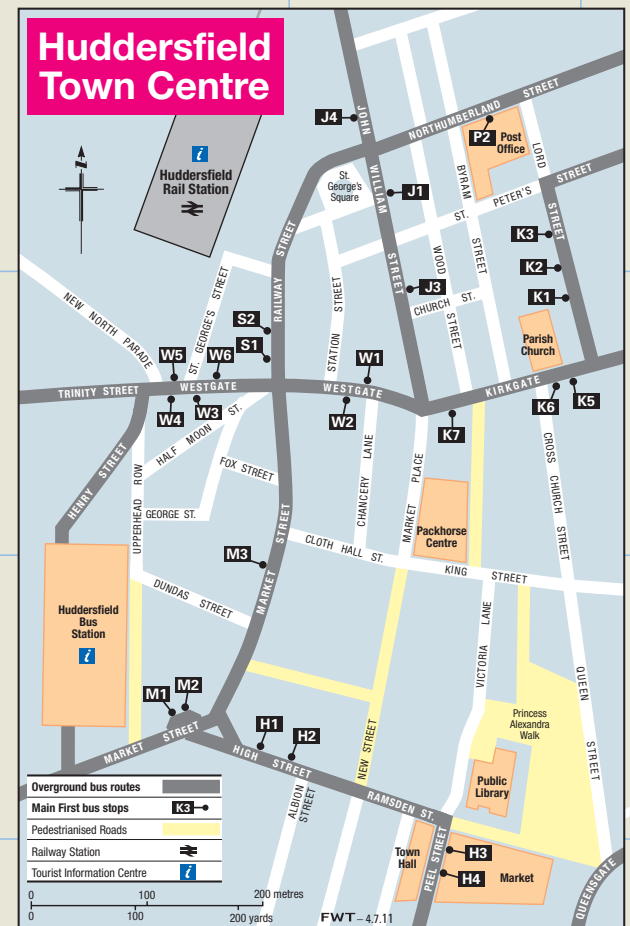 Huddersfield
Town Centre
J4
JOHN
WILLIAM
STREET
NORTHUMBERLAND
STREET
P2
Post
Office
LORD
STREET
STREET
ST.
PETER'S
BYRAM
STREET
WOOD
STREET
CHURCH ST.
i
Huddersfield
Rail Station
N
St.
George's
Square
J1
J3
K3
K2
K1
Parish
Church
RAILWAY
STREET
STATION
STREET
ST. GEORGE'S
STREET
NEW NORTH PARADE
S2
S1
W5
W6
W1
TRINITY STREET
WESTGATE
WESTGATE
KIRKGATE
W4
W3
W2
K7
K6
K5
HALF MOON
ST.
HENRY
STREET
UPPERHEAD
ROW
FOX STREET
GEORGE ST.
CHANCERY
LANE
MARKET
PLACE
Packhorse
Centre
CROSS
CHURCH
STREET
CLOTH HALL ST.
KING
STREET
MARKET
STREET
M3
DUNDAS
STREET
Huddersfield
Bus
Station
i
VICTORIA
LANE
QUEEN
STREET
Princess
Alexandra
Walk
M1
M2
MARKET
STREET
H1
H2
HIGH
STREET
NEW STREET
ALBION
STREET
RAMSDEN ST.
Public
Library
Town
Hall
PEEL STREET
H3
H4
Market
QUEENSGATE
Overground bus routes
Main First bus stops
K3
Pedestrianised Roads
Railway Station
Tourist Information Centre
i
0
100
200 metres
0
100
200 yards
FWT – 4.7.11